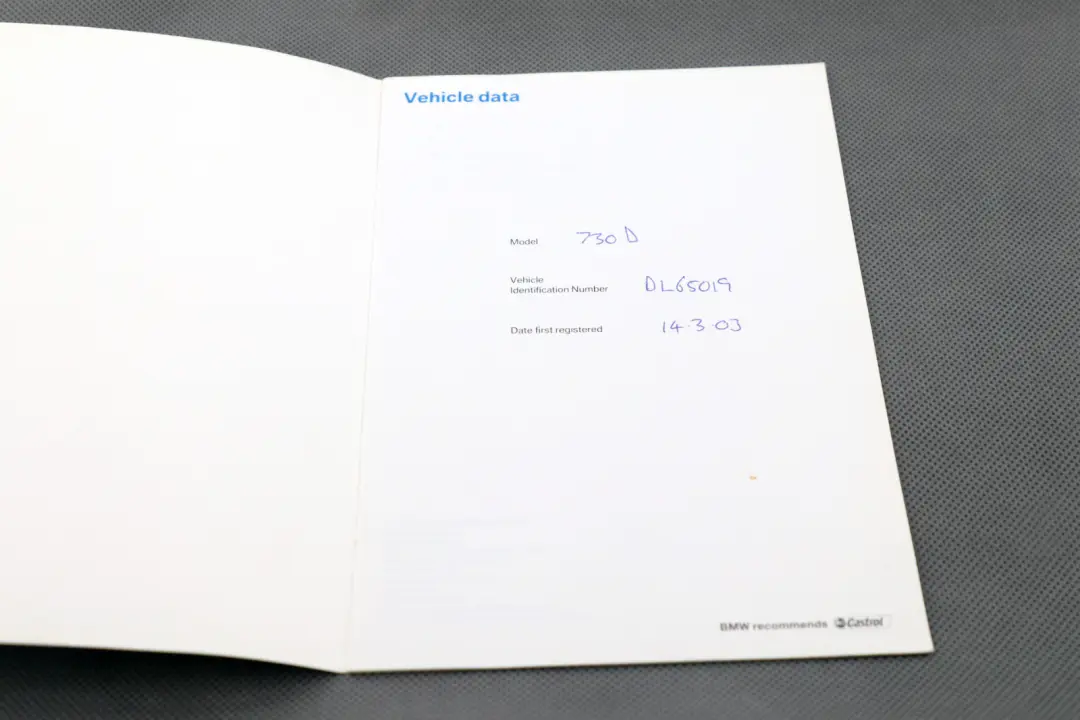 Vehicle data
Model 730 D
Vehicle
Identification Number DL65019
Date first registered 14.3.03
BMW recommends Castrol